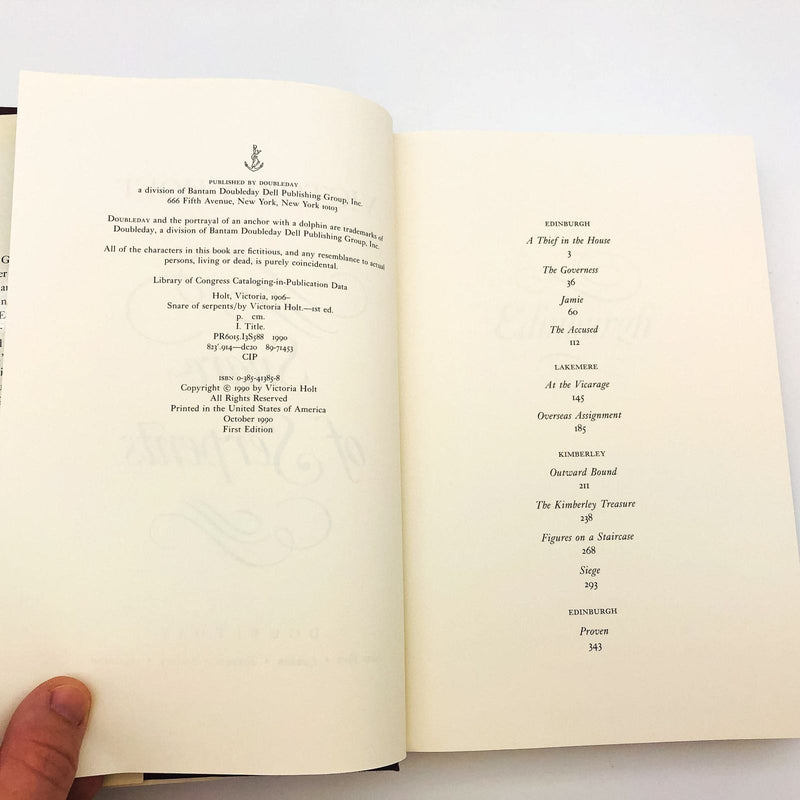 PUBLISHED BY DOUBLEDAY
a division of Bantam Doubleday Dell Publishing Group, Inc.
666 Fifth Avenue, New York, New York 10103
DOUBLEDAY and the portrayal of an anchor with a dolphin are trademarks of
Doubleday, a division of Bantam Doubleday Dell Publishing Group, Inc.
All of the characters in this book are fictitious, and any resemblance to actual
persons, living or dead, is purely coincidental.
Library of Congress Cataloging-in-Publication Data
Holt, Victoria, 1906–
Snare of serpents/by Victoria Holt.—1st ed.
p. cm.
I. Title.
PR6015.I3S588 1990
823'.914—dc20 89-71453
CIP
ISBN 0-385-41385-8
Copyright © 1990 by Victoria Holt
All Rights Reserved
Printed in the United States of America
October 1990
First Edition
EDINBURGH
A Thief in the House
3
The Governess
36
Jamie
60
The Accused
112
LAKEMERE
At the Vicarage
145
Overseas Assignment
185
KIMBERLEY
Outward Bound
211
The Kimberley Treasure
238
Figures on a Staircase
268
Siege
293
EDINBURGH
Proven
343